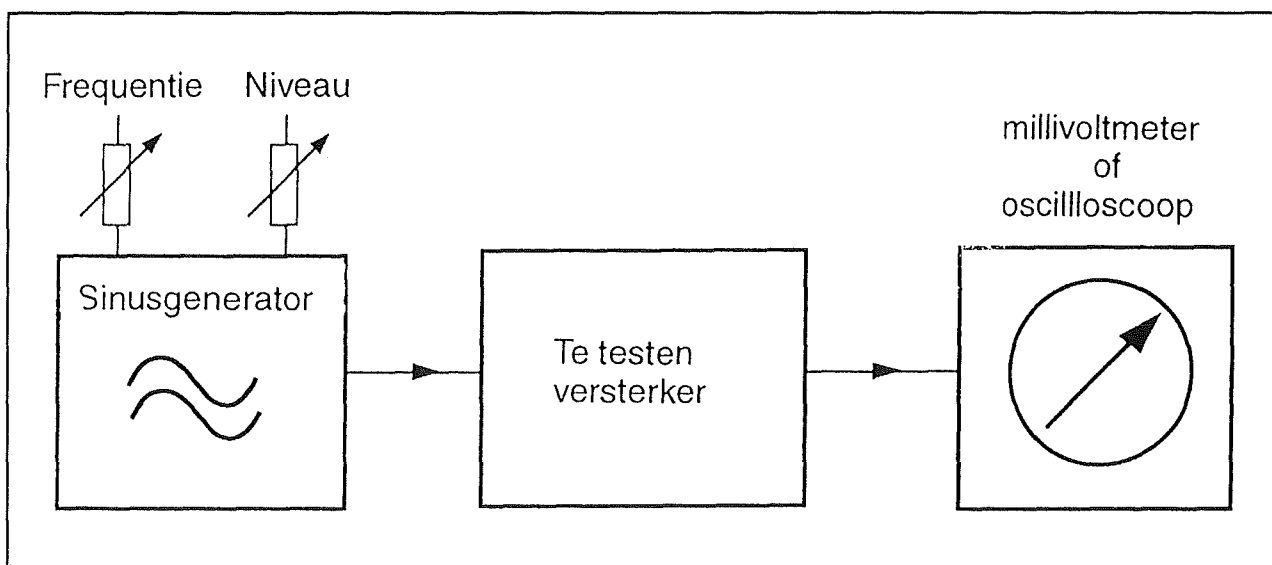 Frequentie Niveau
Sinusgenerator
Te testen
versterker
millivoltmeter
of
oscillloscoop